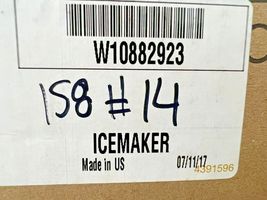 W10882923
158 #14
ICEMAKER
Made in US 07/11/17
4391596